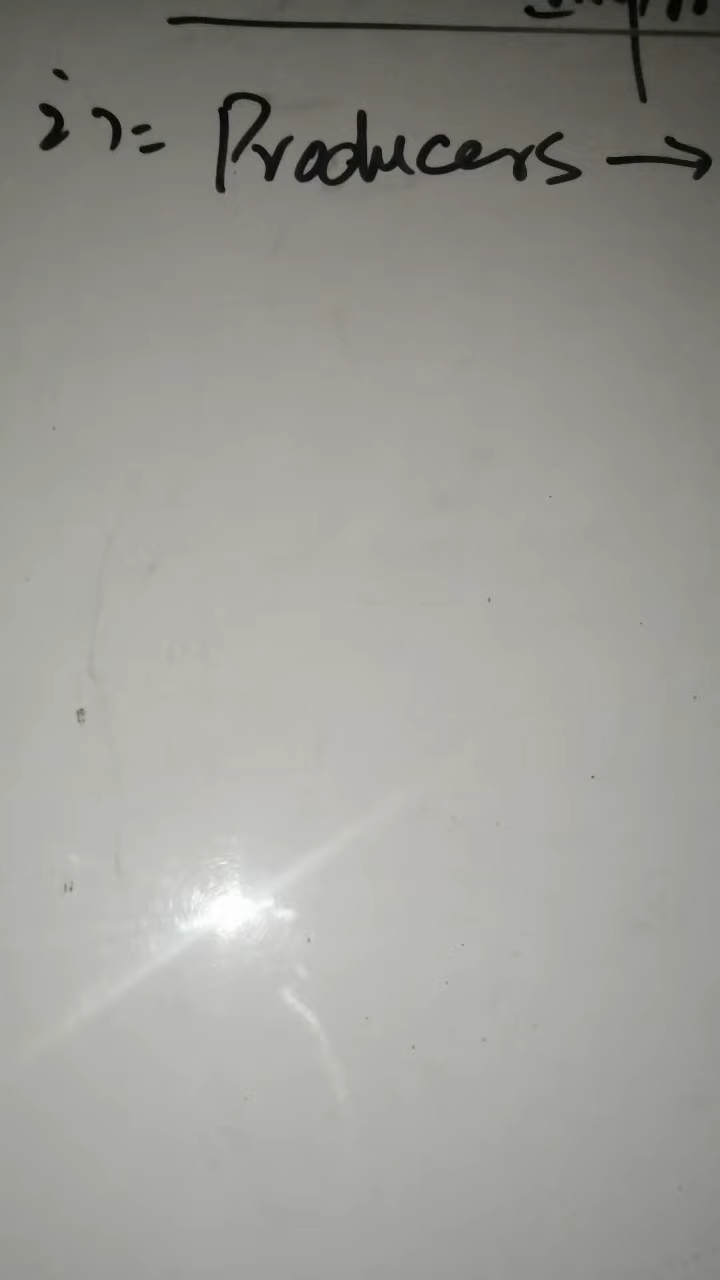 i)= Producers →